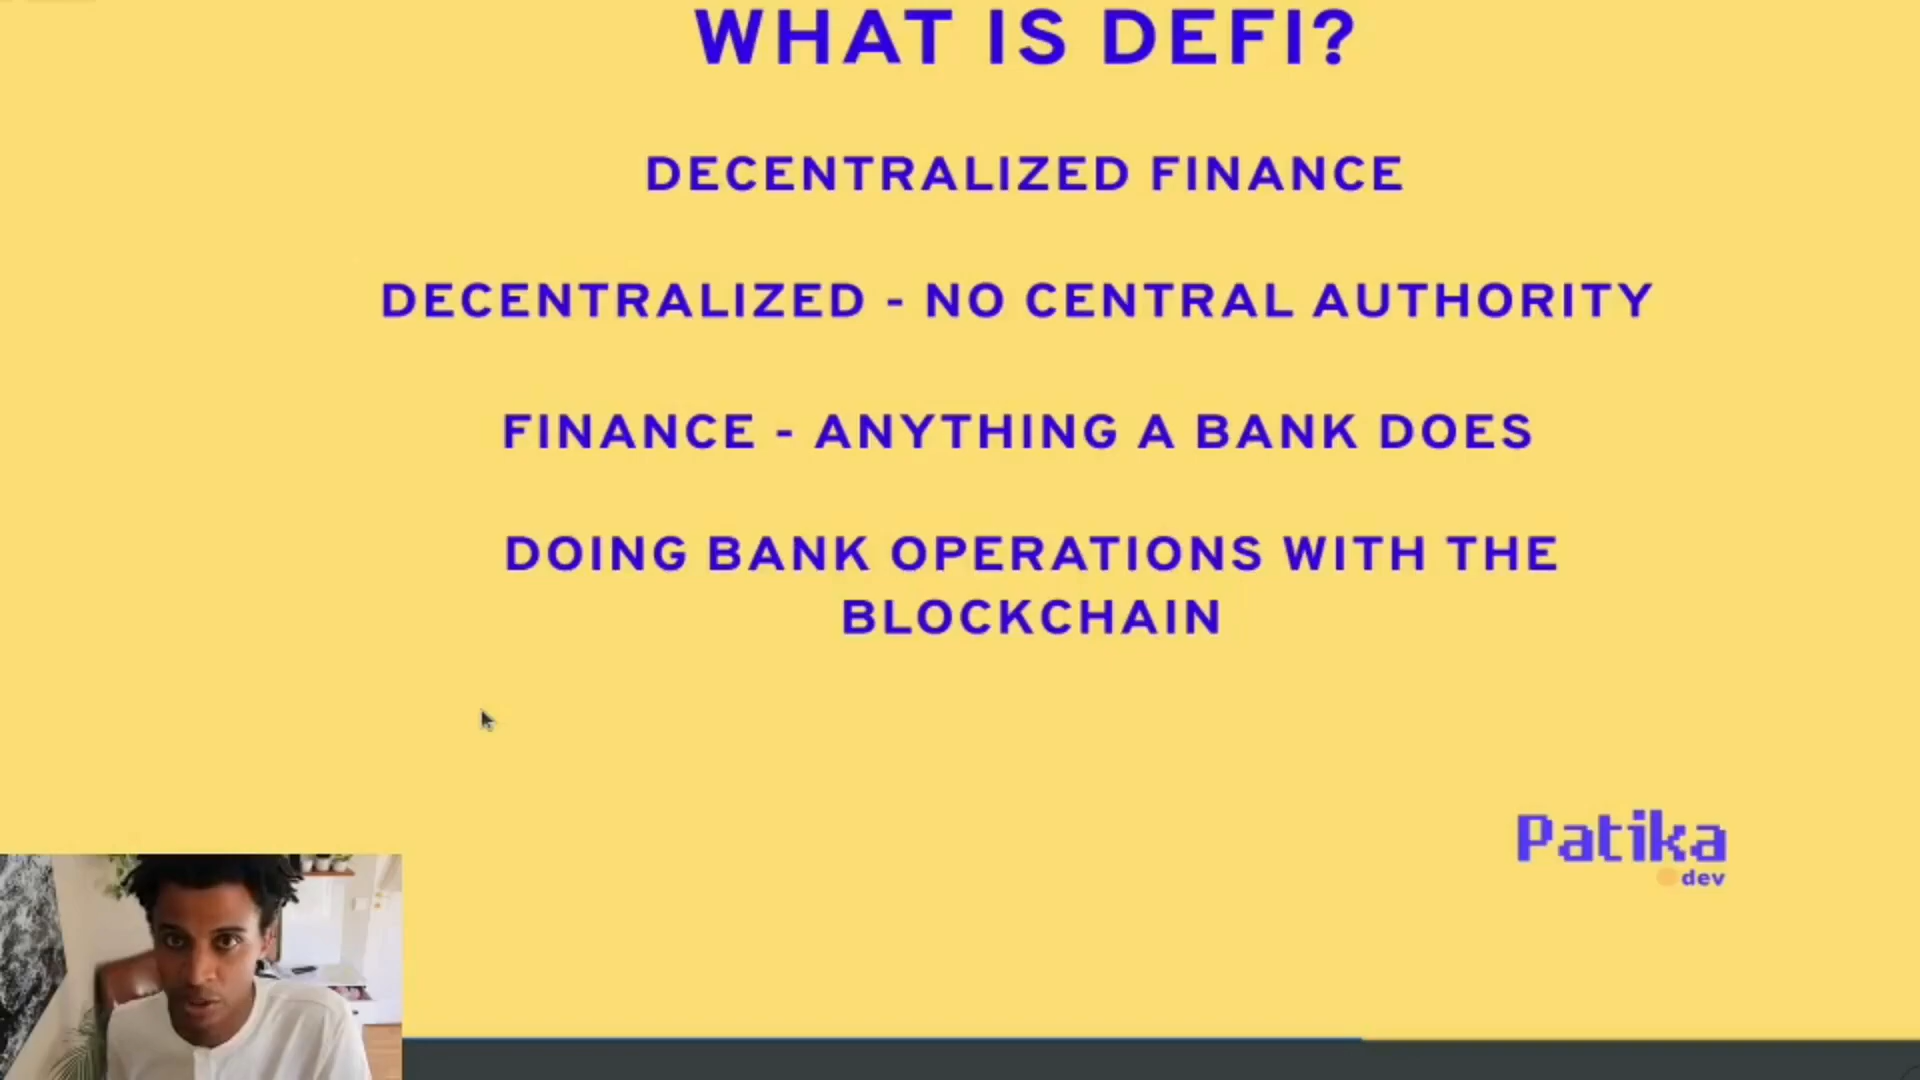 WHAT IS DEFI?
DECENTRALIZED FINANCE
DECENTRALIZED - NO CENTRAL AUTHORITY
FINANCE - ANYTHING A BANK DOES
DOING BANK OPERATIONS WITH THE
BLOCKCHAIN
Patika
dev